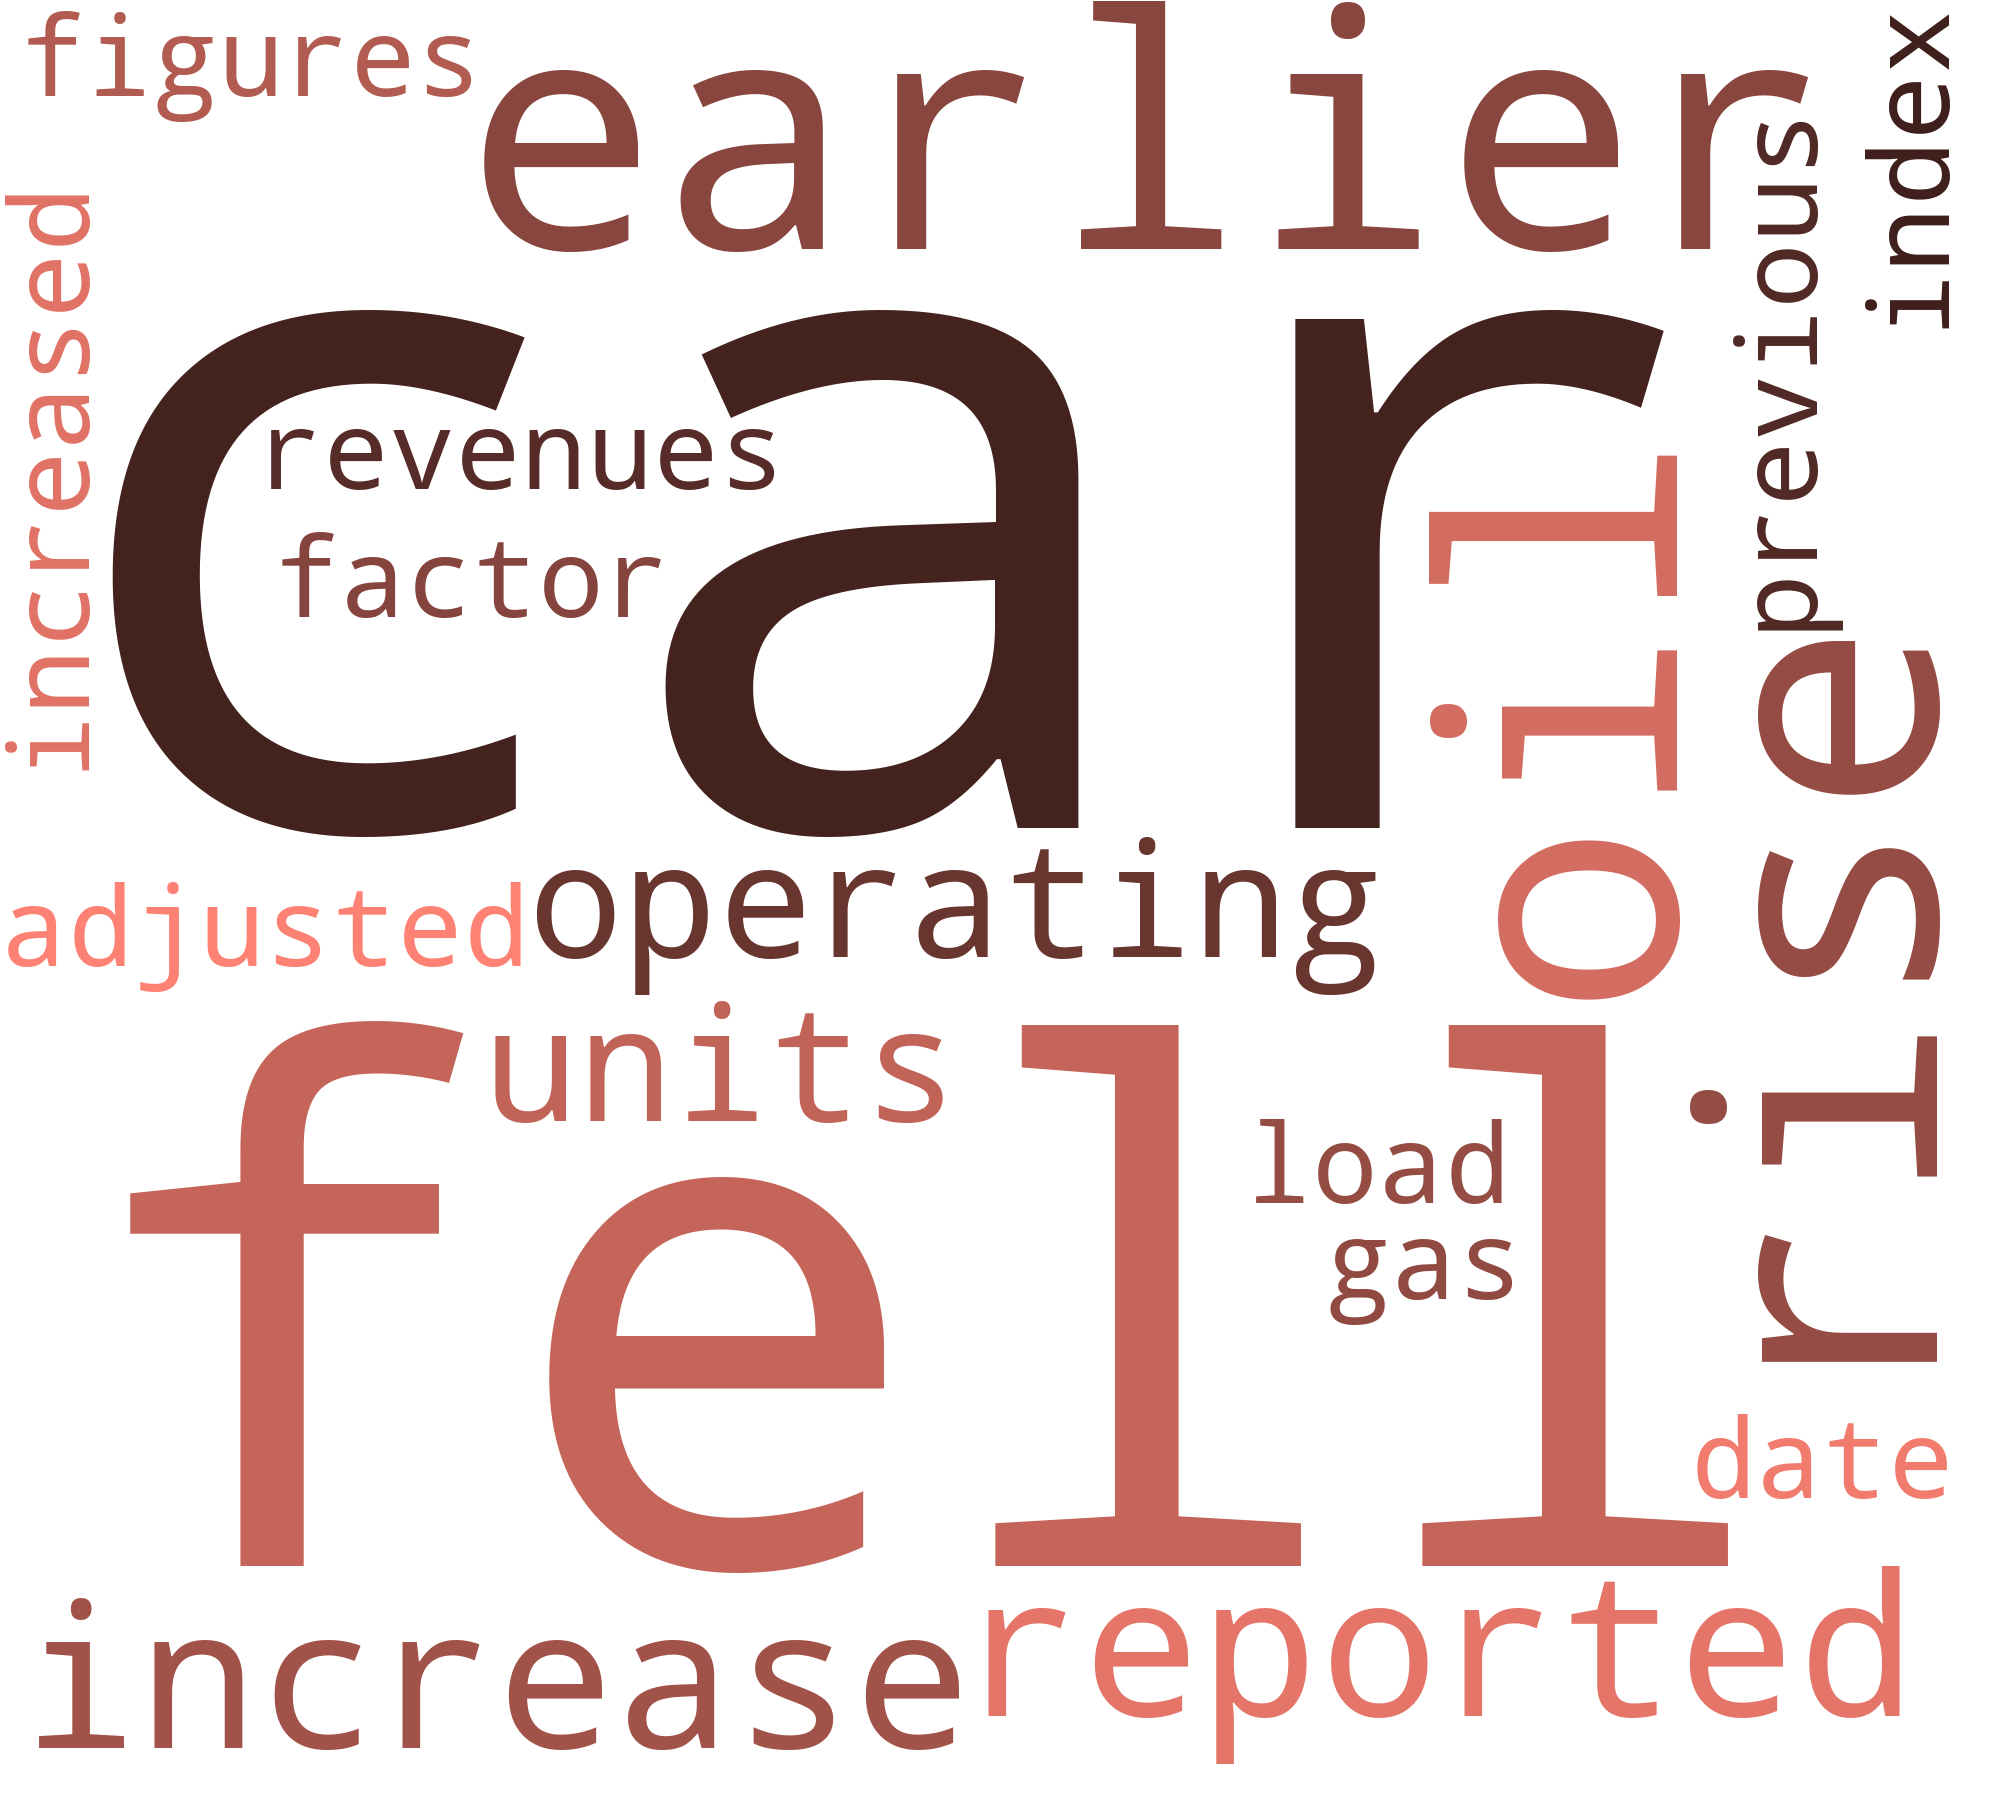 figures
earlier
index
previous
increased
car
revenues
factor
oil
rise
adjusted
operating
units
fell
load
gas
date
increase
reported